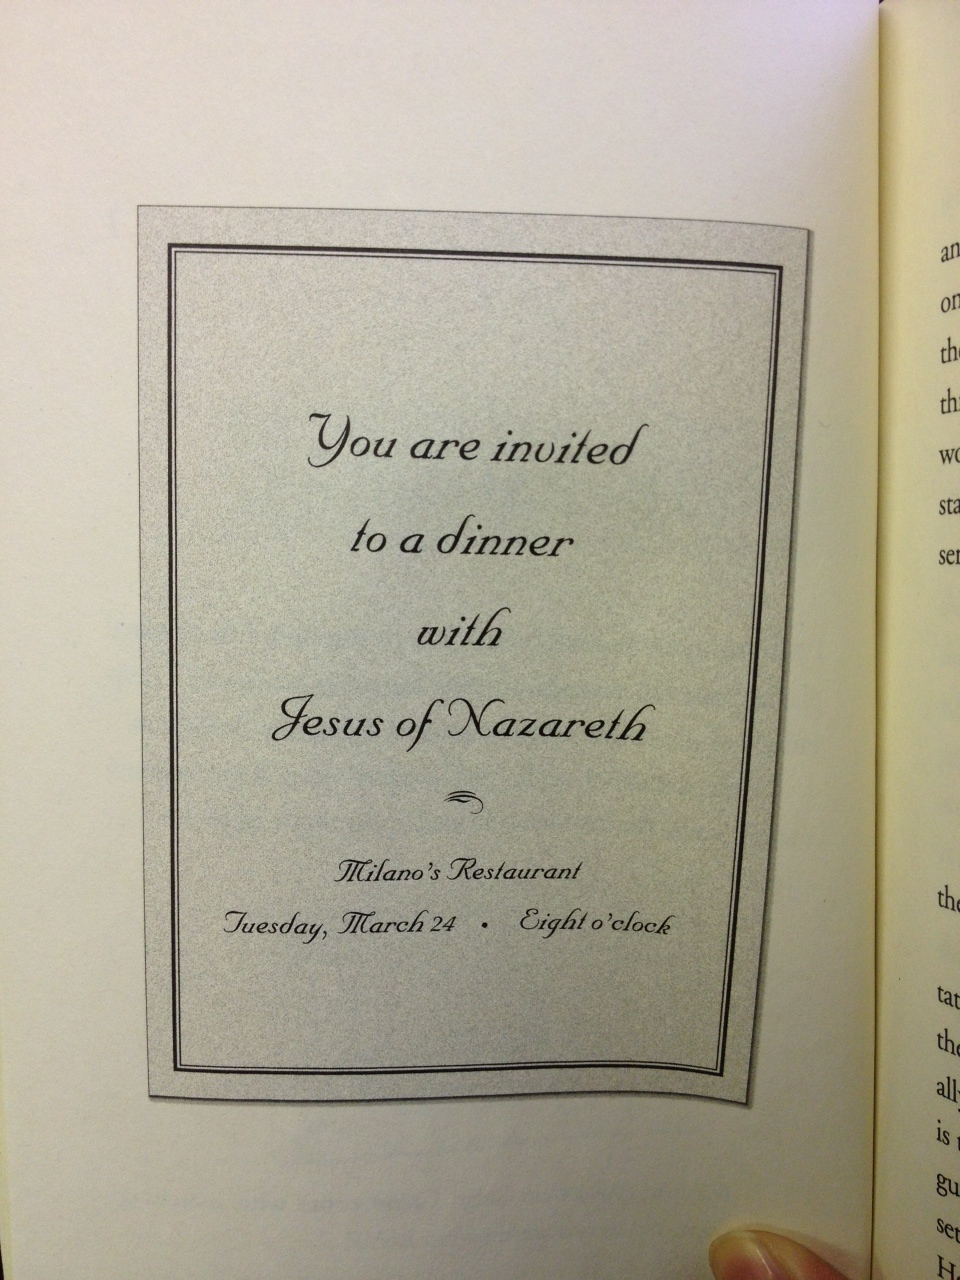 You are invited
to a dinner
with
Jesus of Nazareth
Milano's Restaurant
Tuesday, March 24 • Eight o'clock